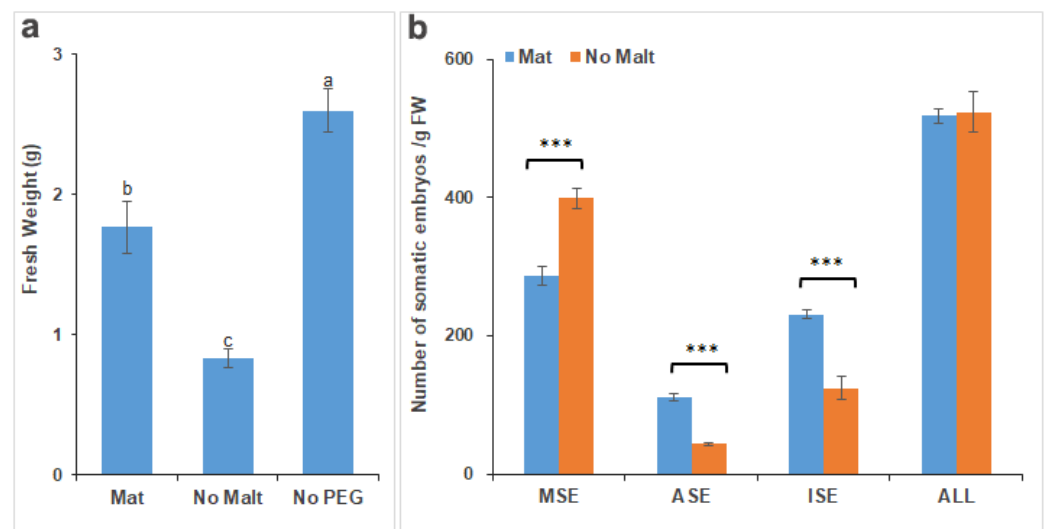 a
Fresh Weight (g)
3
2
1
0
b
c
a
Mat No Malt No PEG
b
Number of somatic embryos /g FW
Mat No Malt
600
400
200
0
***
***
***
MSE ASE ISE ALL